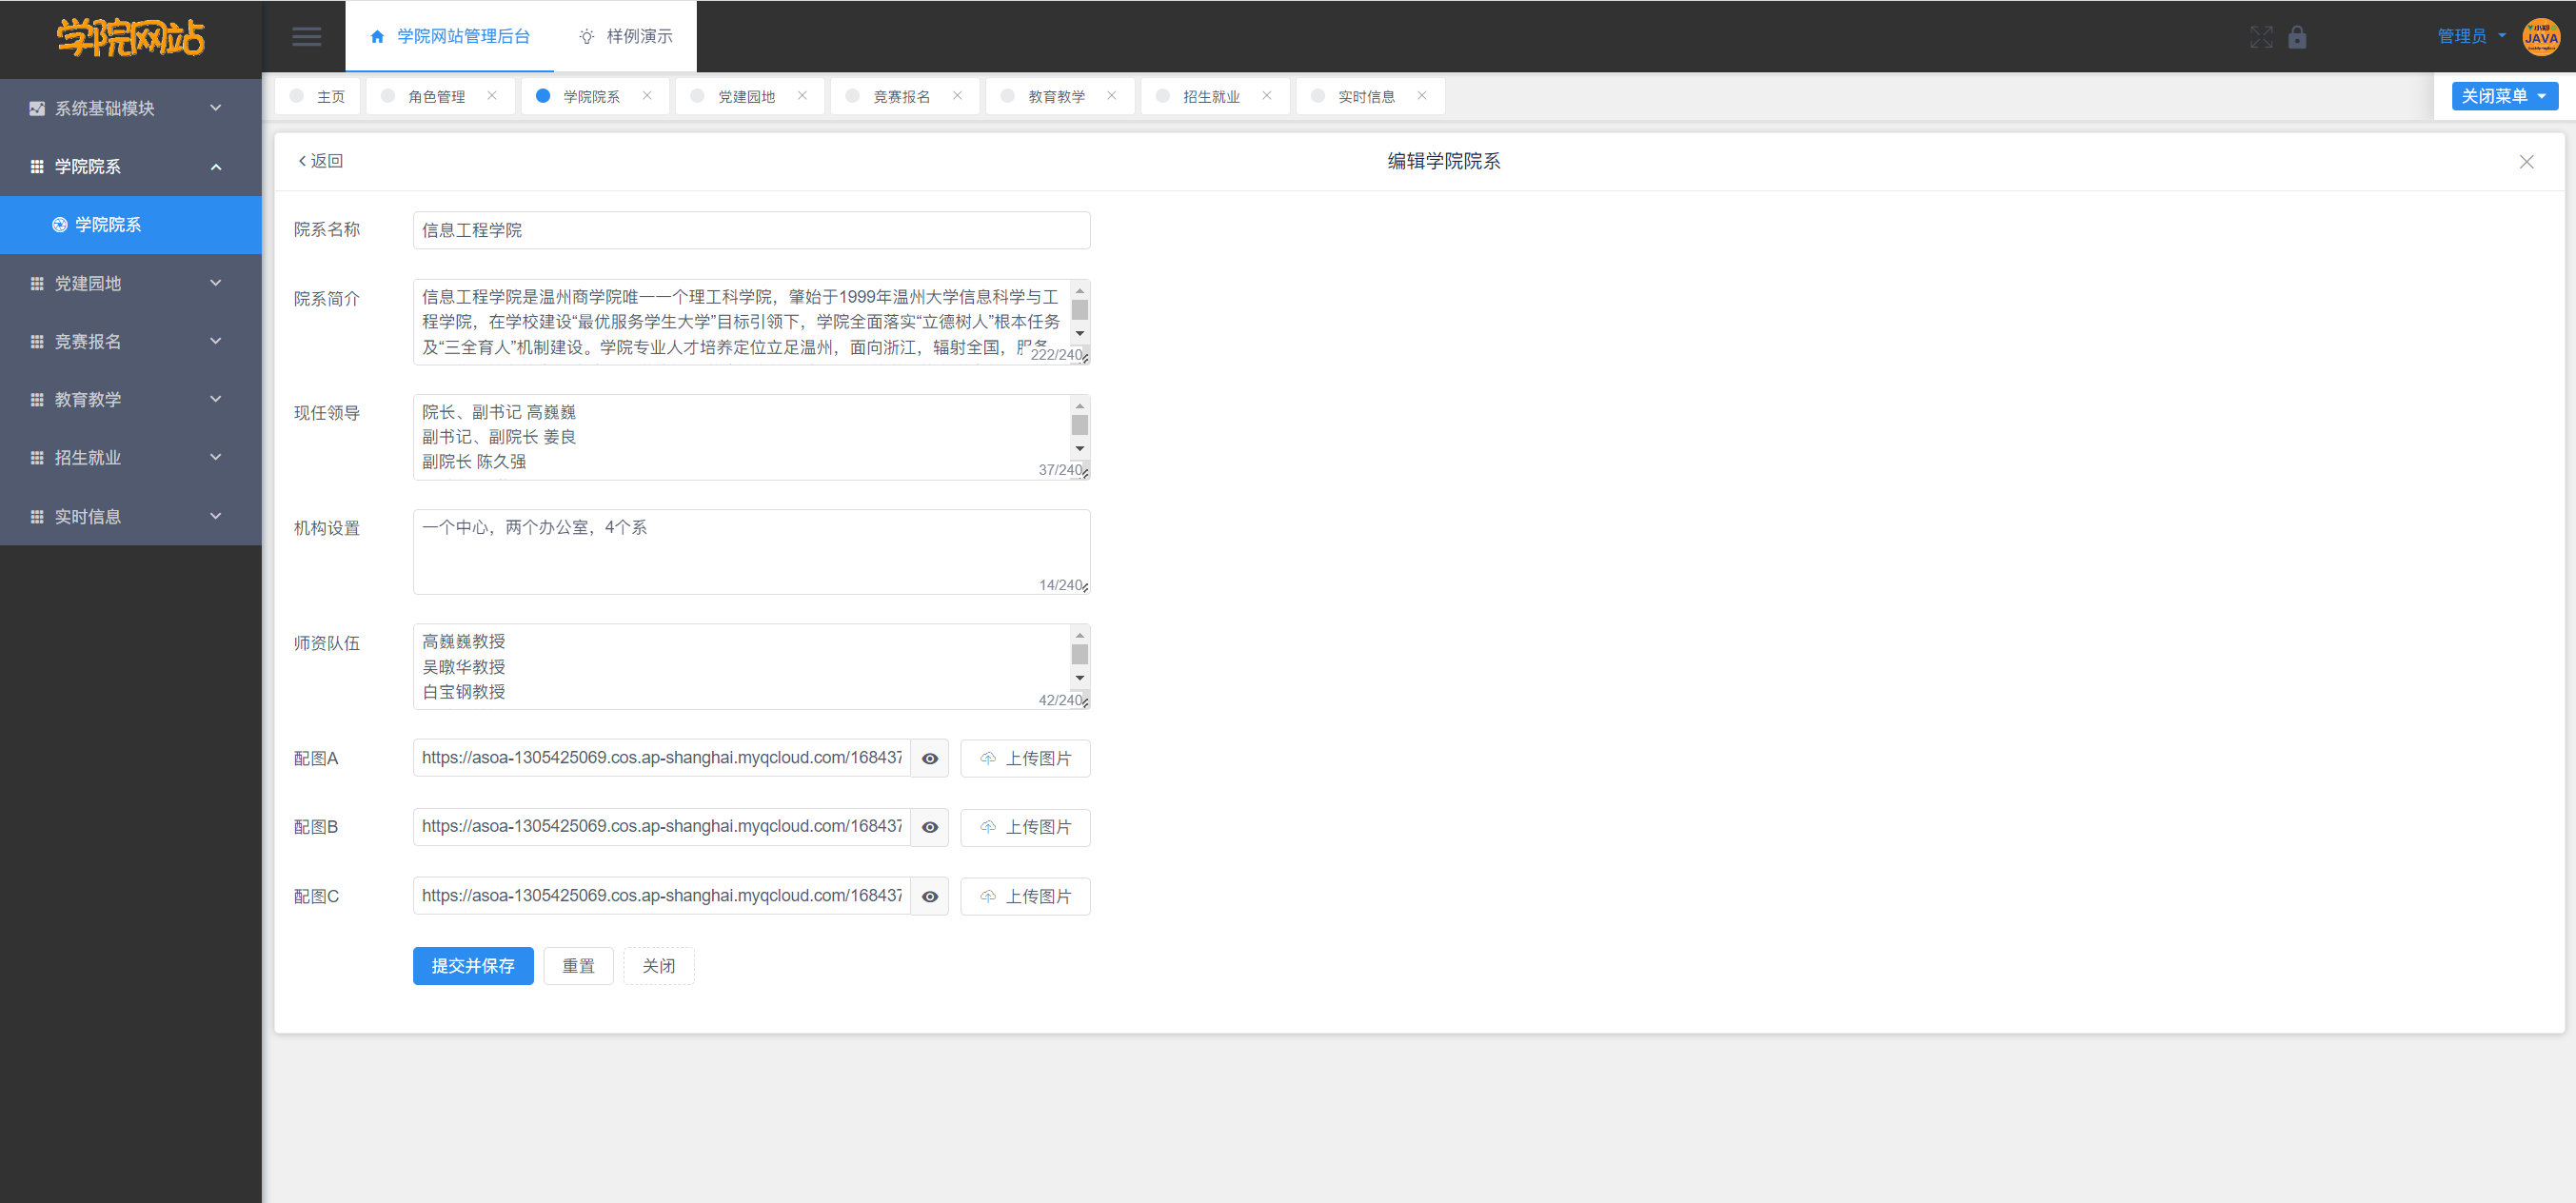 学院网站
学院网站管理后台
样例演示
管理员
小郑
JAVA
系统基础模块
学院院系
学院院系
党建园地
竞赛报名
教育教学
招生就业
实时信息
主页
角色管理
学院院系
党建园地
竞赛报名
教育教学
招生就业
实时信息
关闭菜单
返回
编辑学院院系
院系名称
信息工程学院
院系简介
信息工程学院是温州商学院唯一一个理工科学院，肇始于1999年温州大学信息科学与工
程学院，在学校建设“最优服务学生大学”目标引领下，学院全面落实“立德树人”根本任务
及“三全育人”机制建设。学院专业人才培养定位立足温州，面向浙江，辐射全国，服务
222/240
现任领导
院长、副书记 高巍巍
副书记、副院长 姜良
副院长 陈久强
37/240
机构设置
一个中心，两个办公室，4个系
14/240
师资队伍
高巍巍教授
吴暾华教授
白宝钢教授
42/240
配图A
https://asoa-1305425069.cos.ap-shanghai.myqcloud.com/168437
上传图片
配图B
https://asoa-1305425069.cos.ap-shanghai.myqcloud.com/168437
上传图片
配图C
https://asoa-1305425069.cos.ap-shanghai.myqcloud.com/168437
上传图片
提交并保存
重置
关闭